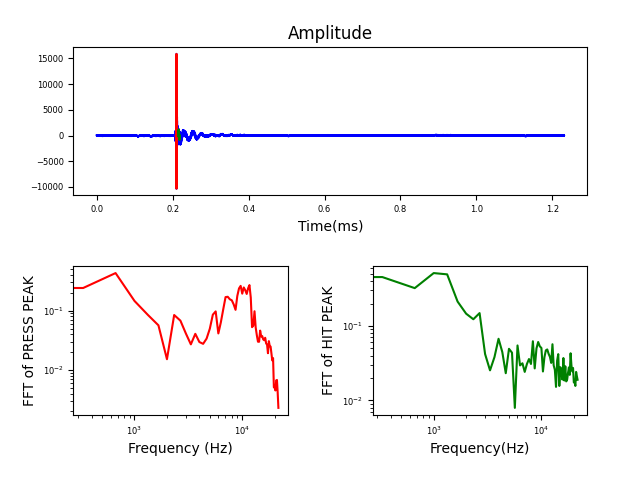 Amplitude
15000
10000
5000
0
−5000
−10000
0.0 0.2 0.4 0.6 0.8 1.0 1.2
Time(ms)
FFT of PRESS PEAK
10⁻¹
10⁻²
10³ 10⁴
Frequency (Hz)
FFT of HIT PEAK
10⁻¹
10⁻²
10³ 10⁴
Frequency(Hz)